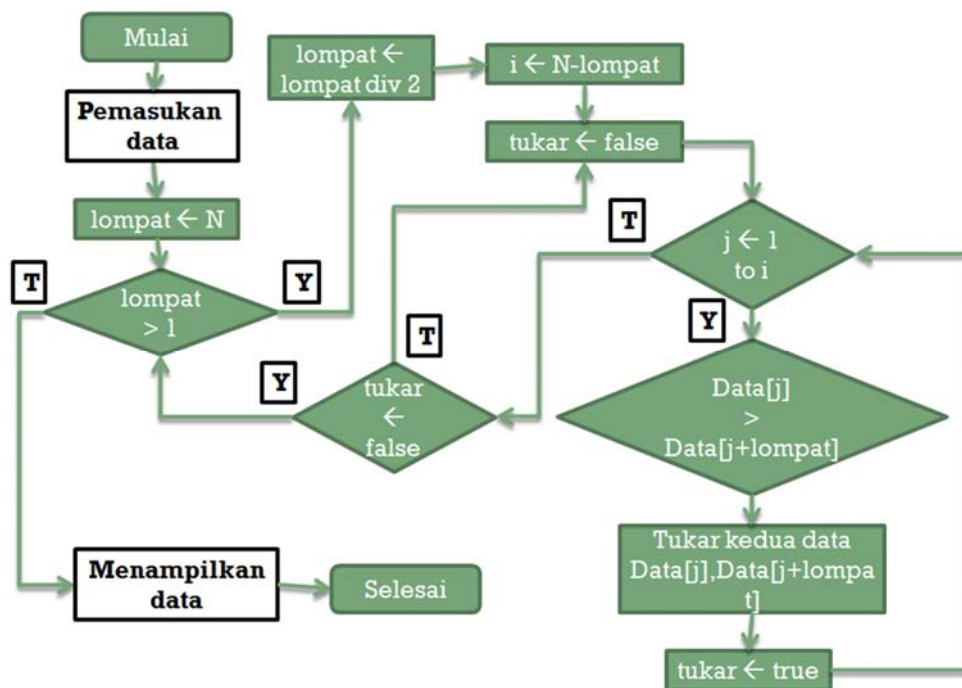 Mulai
Pemasukan
data
lompat ← N
lompat
> 1
T
Y
lompat ←
lompat div 2
i ← N-lompat
tukar ← false
j ← 1
to i
T
Y
tukar
←
false
T
Y
Data[j]
>
Data[j+lompat]
Tukar kedua data
Data[j],Data[j+lompa
t]
tukar ← true
Menampilkan
data
Selesai